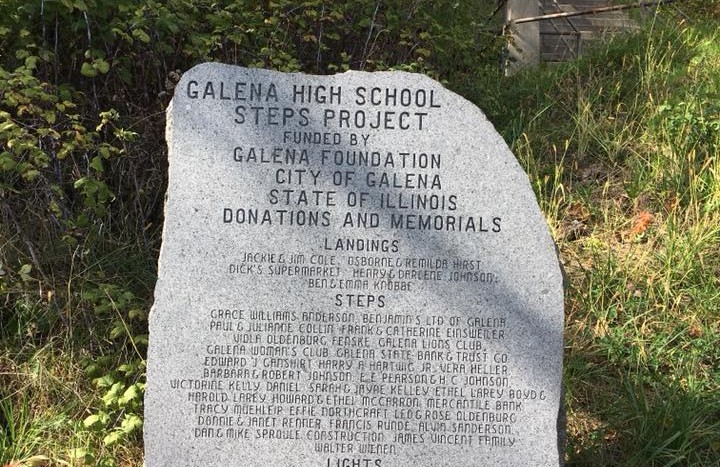 GALENA HIGH SCHOOL
STEPS PROJECT
FUNDED BY
GALENA FOUNDATION
CITY OF GALENA
STATE OF ILLINOIS
DONATIONS AND MEMORIALS
LANDINGS
JACKIE & JIM COLE, OSBORNE & REMILDA HIRST
DICK'S SUPERMARKET, HENRY & DARLENE JOHNSON,
BEN & EMMA KNOBBE
STEPS
GRACE WILLIAMS ANDERSON, BENJAMIN'S LTD OF GALENA
PAUL & JULIANNE COLLIN, FRANK & CATHERINE EINSWEILER,
VIOLA OLDENBURG FENSKE, GALENA LIONS CLUB,
GALENA WOMAN'S CLUB, GALENA STATE BANK & TRUST CO.
EDWARD J GANSHIRT, HARRY A HARTWIG JR, VERA HELLER,
BARBARA & ROBERT JOHNSON, L E PEARSON & H C JOHNSON,
VICTORINE KELLY, DANIEL, SARAH & JAYAE KELLEY, ETHEL LAREY BOYD &
HAROLD LAREY, HOWARD & ETHEL MCCARRON, MERCANTILE BANK,
TRACY MUEHLEIP, EFFIE NORTHCRAFT, LEO & ROSE OLDENBURG,
DONNIE & JANET RENNER, FRANCIS RUNDE, ALVIN SANDERSON,
DAN & MIKE SPROULE CONSTRUCTION, JAMES VINCENT FAMILY,
WALTER WIENEN
LIGHTS